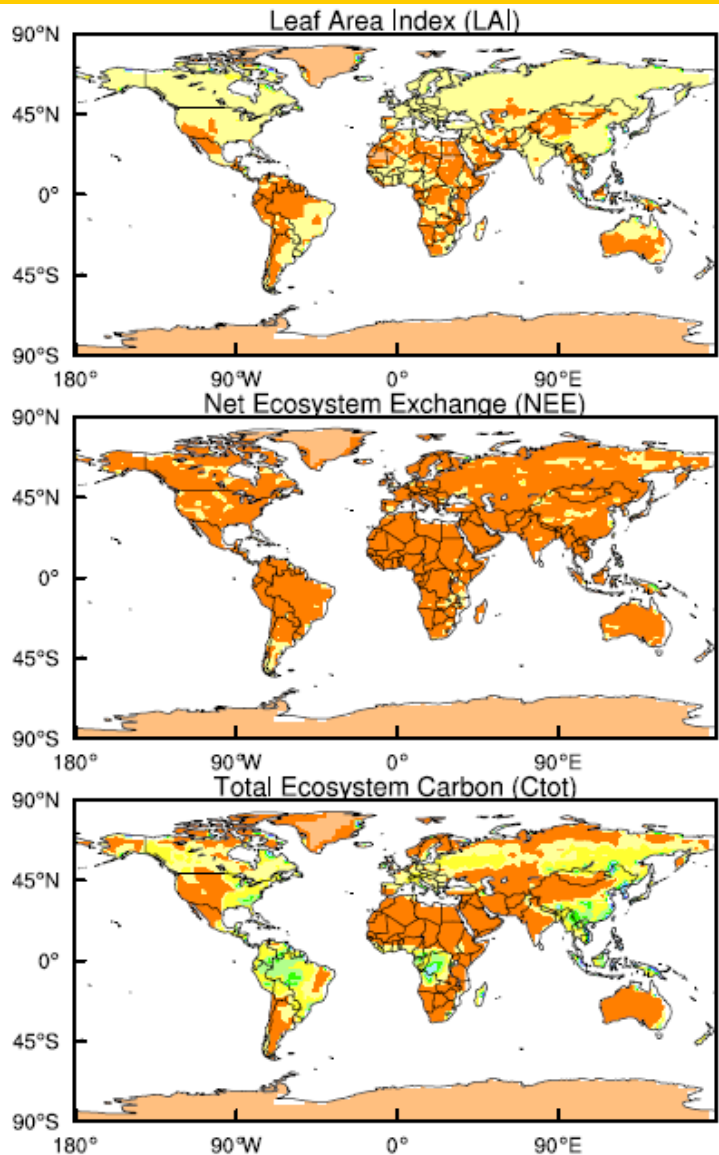 Leaf Area Index (LAI)
90°N
45°N
0°
45°S
90°S
180° 90°W 0° 90°E
Net Ecosystem Exchange (NEE)
90°N
45°N
0°
45°S
90°S
180° 90°W 0° 90°E
Total Ecosystem Carbon (Ctot)
90°N
45°N
0°
45°S
90°S
180° 90°W 0° 90°E